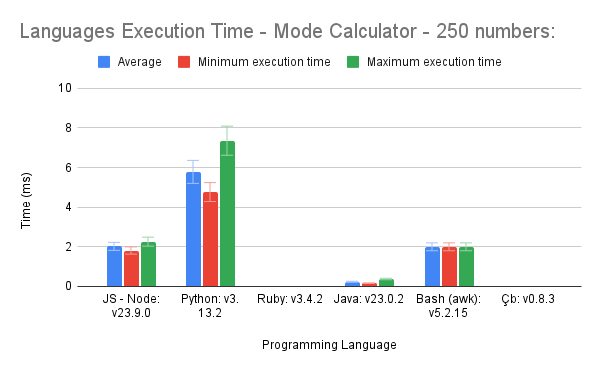 Languages Execution Time - Mode Calculator - 250 numbers:
Average Minimum execution time Maximum execution time
10
8
6
4
2
0
Time (ms)
JS - Node: Python: v3. Ruby: v3.4.2 Java: v23.0.2 Bash (awk): Çb: v0.8.3
v23.9.0 13.2 v5.2.15
Programming Language